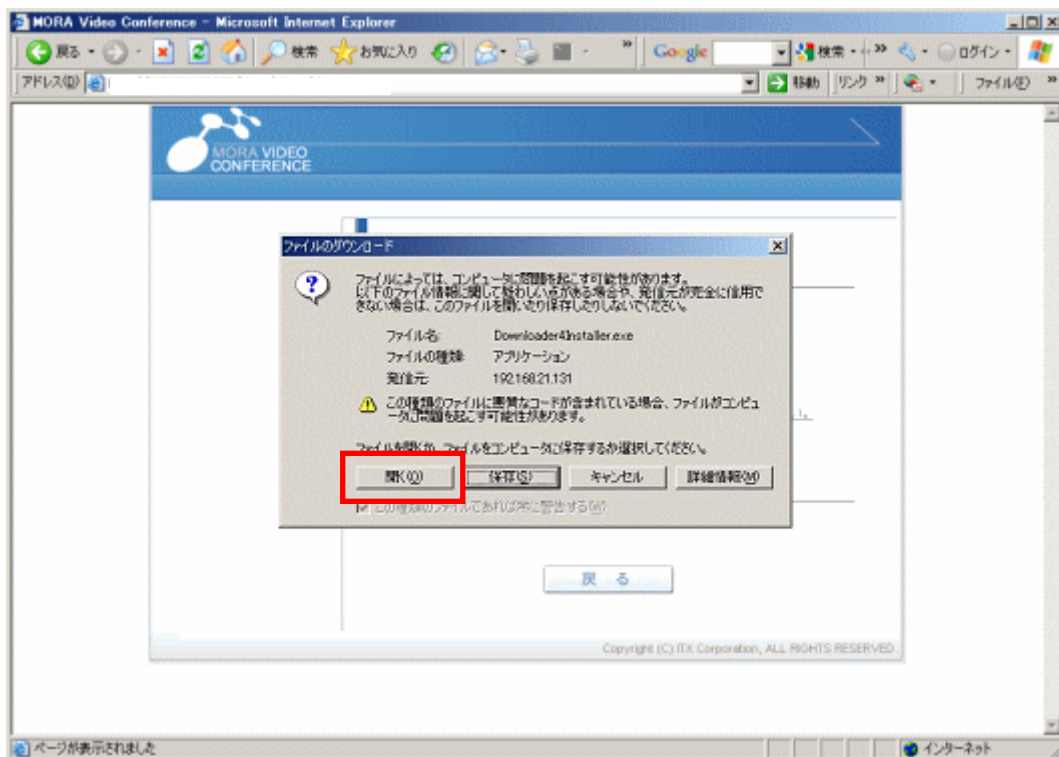 MORA Video Conference - Microsoft Internet Explorer
戻る 検索 お気に入り Google 検索 ログイン
アドレス(D) 移動 リンク ファイル(F)
MORA VIDEO
CONFERENCE
ファイルのダウンロード
ファイルによっては、コンピュータに問題を起こす可能性があります。
以下のファイル情報に関して疑わしい点がある場合や、発信元が完全に信用で
きない場合は、このファイルを開いたり保存したりしないでください。
ファイル名: Downloader4Installer.exe
ファイルの種類: アプリケーション
発信元: 192.168.21.131
この種類のファイルに悪質なコードが含まれている場合、ファイルがコンピュ
ータに問題を起こす可能性があります。
ファイルを開くか、ファイルをコンピュータに保存するか選択してください。
開く(O) 保存(S) キャンセル 詳細情報(M)
この種類のファイルであれば常に警告する(W)
戻 る
Copyright (C) ITX Corporation, ALL RIGHTS RESERVED.
ページが表示されました インターネット